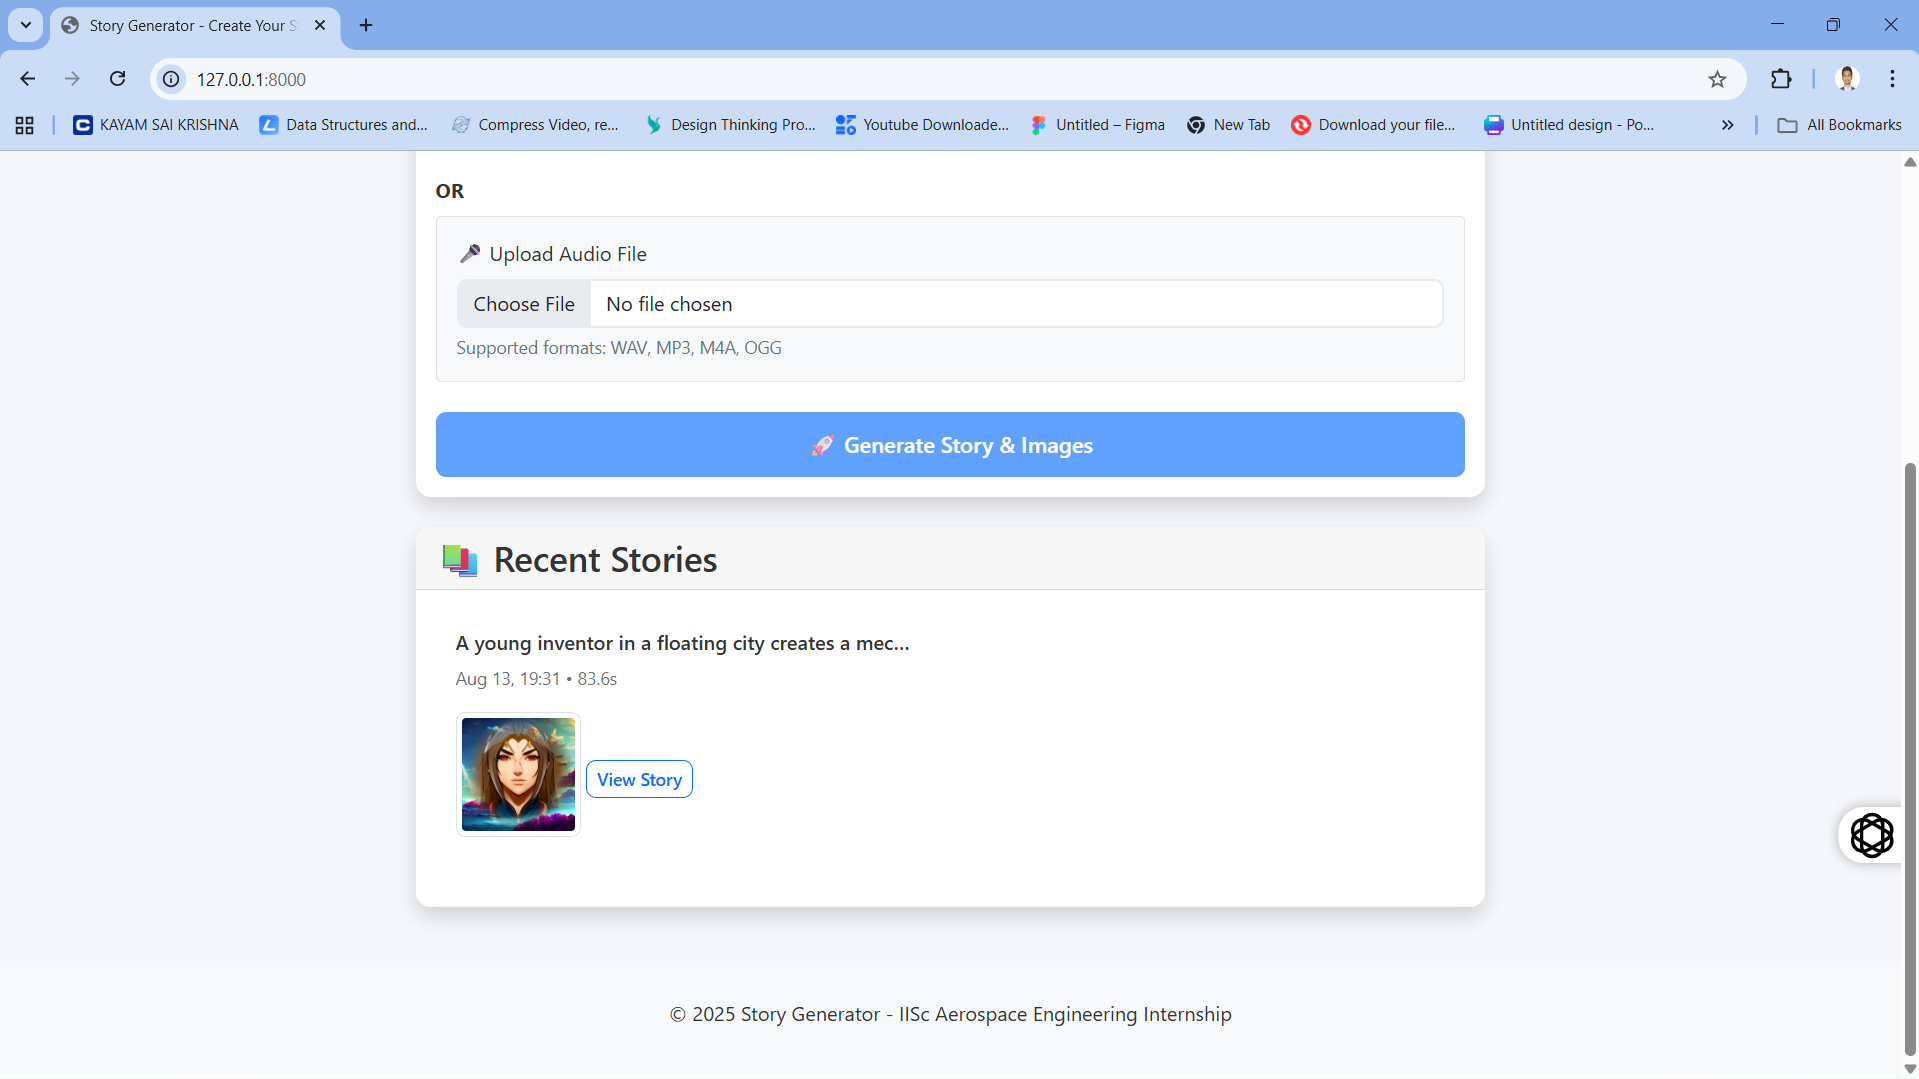 Story Generator - Create Your S
127.0.0.1:8000
KAYAM SAI KRISHNA
Data Structures and...
Compress Video, re...
Design Thinking Pro...
Youtube Downloade...
Untitled – Figma
New Tab
Download your file...
Untitled design - Po...
All Bookmarks
OR
Upload Audio File
Choose File No file chosen
Supported formats: WAV, MP3, M4A, OGG
Generate Story & Images
Recent Stories
A young inventor in a floating city creates a mec...
Aug 13, 19:31 • 83.6s
View Story
© 2025 Story Generator - IISc Aerospace Engineering Internship